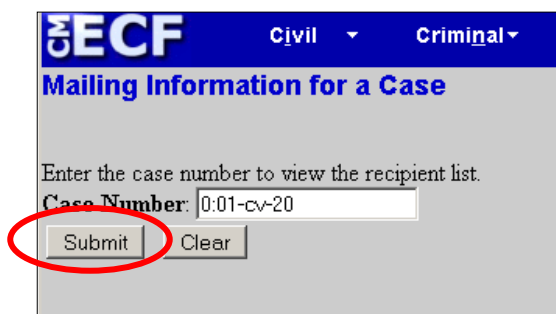 CM ECF Civil Criminal
Mailing Information for a Case
Enter the case number to view the recipient list.
Case Number: 0:01-cv-20
Submit Clear